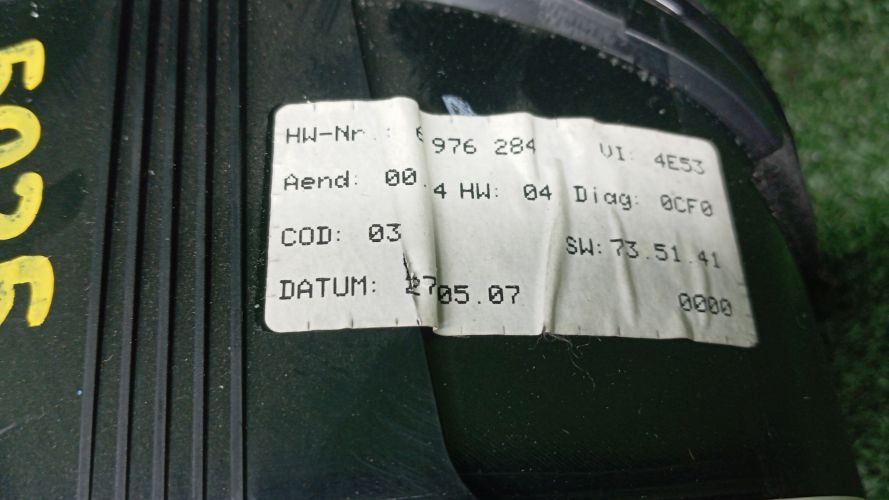 HW-Nr.: 6 976 284 VI: 4E53
Aend: 00.4 HW: 04 Diag: 0CF0
COD: 03 SW: 73.51.41
DATUM: 27 05.07 0000